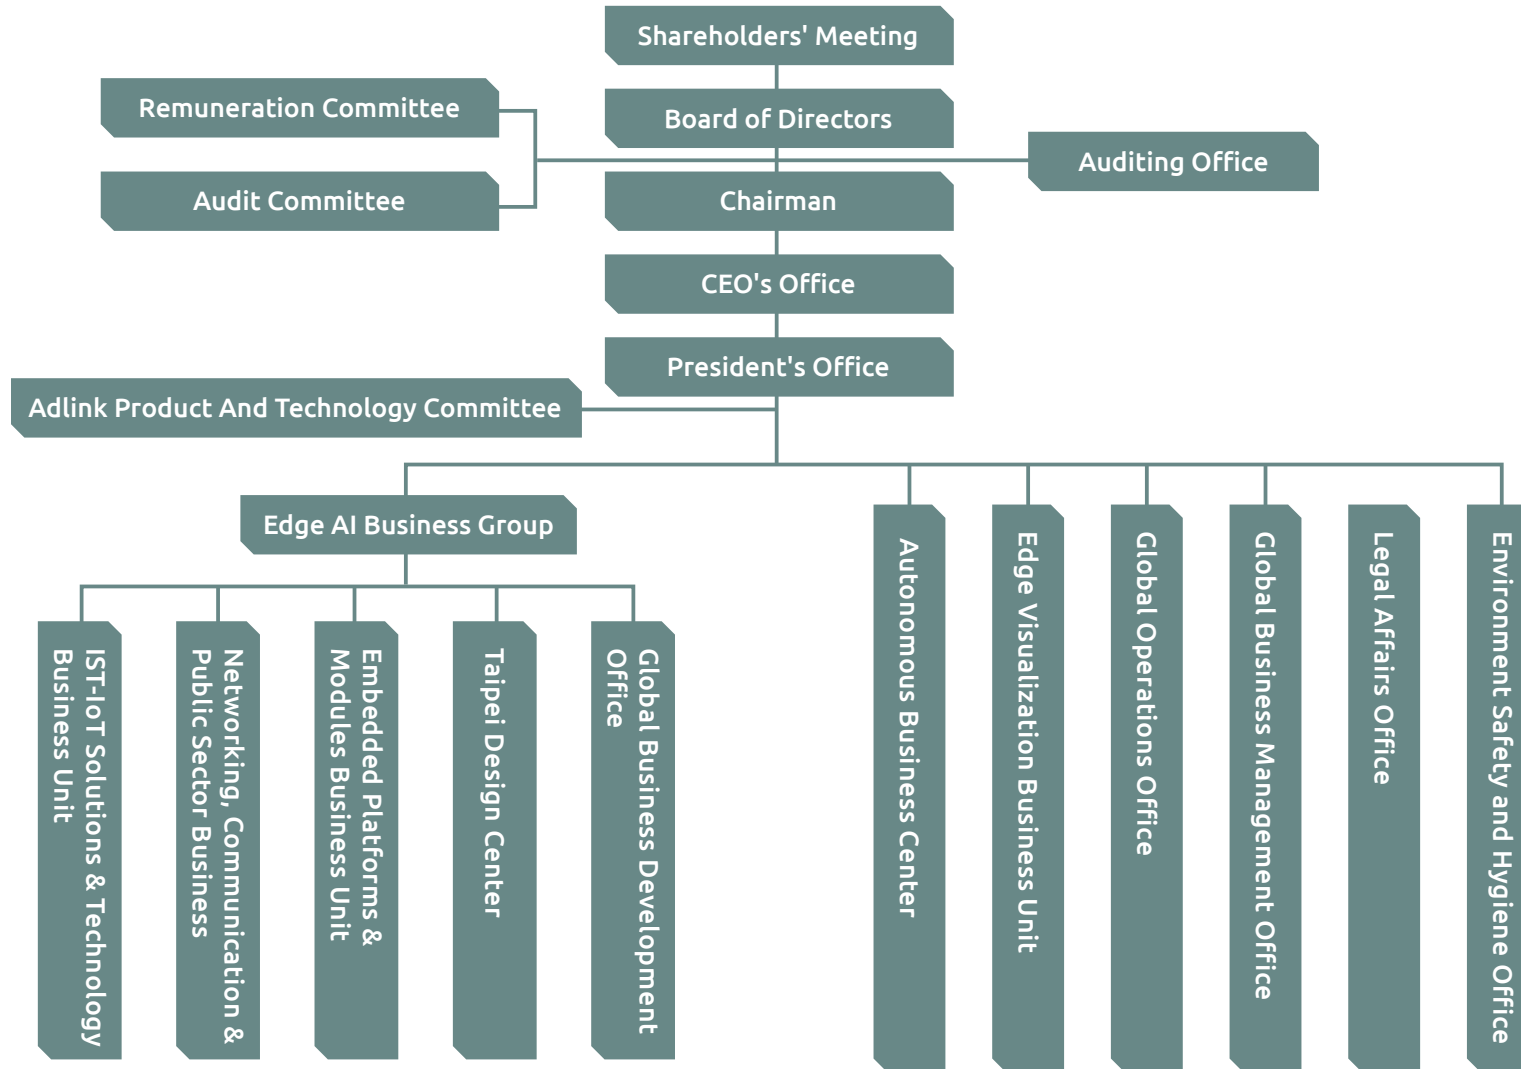 Shareholders' Meeting
Remuneration Committee
Board of Directors
Auditing Office
Audit Committee
Chairman
CEO's Office
President's Office
Adlink Product And Technology Committee
Edge AI Business Group
IST-IoT Solutions & Technology
Business Unit
Networking, Communication &
Public Sector Business
Embedded Platforms &
Modules Business Unit
Taipei Design Center
Global Business Development
Office
Autonomous Business Center
Edge Visualization Business Unit
Global Operations Office
Global Business Management Office
Legal Affairs Office
Environment Safety and Hygiene Office